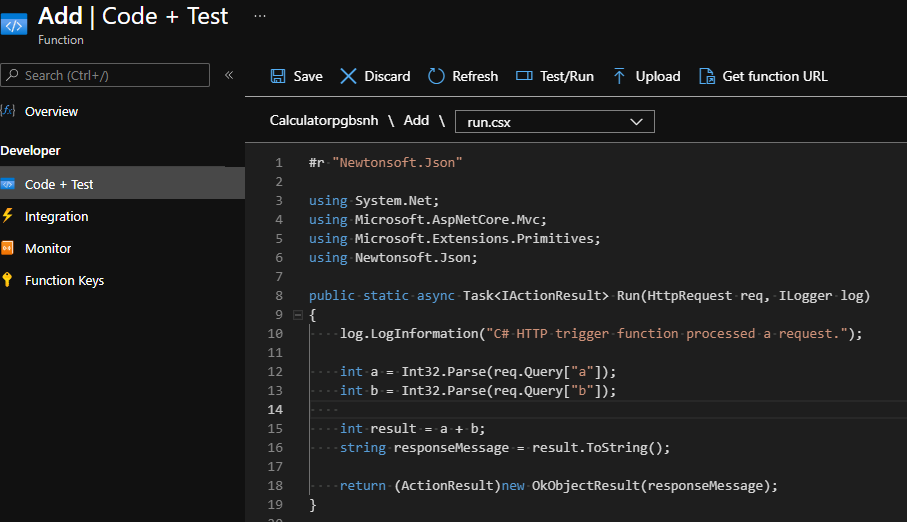 Add | Code + Test ...
Function
Search (Ctrl+/) «
Overview
Developer
Code + Test
Integration
Monitor
Function Keys
Save Discard Refresh Test/Run Upload Get function URL
Calculatorpgbsnh \ Add \ run.csx
1 #r "Newtonsoft.Json"
2
3 using System.Net;
4 using Microsoft.AspNetCore.Mvc;
5 using Microsoft.Extensions.Primitives;
6 using Newtonsoft.Json;
7
8 public static async Task<IActionResult> Run(HttpRequest req, ILogger log)
9 {
10 log.LogInformation("C# HTTP trigger function processed a request.");
11
12 int a = Int32.Parse(req.Query["a"]);
13 int b = Int32.Parse(req.Query["b"]);
14
15 int result = a + b;
16 string responseMessage = result.ToString();
17
18 return (ActionResult)new OkObjectResult(responseMessage);
19 }